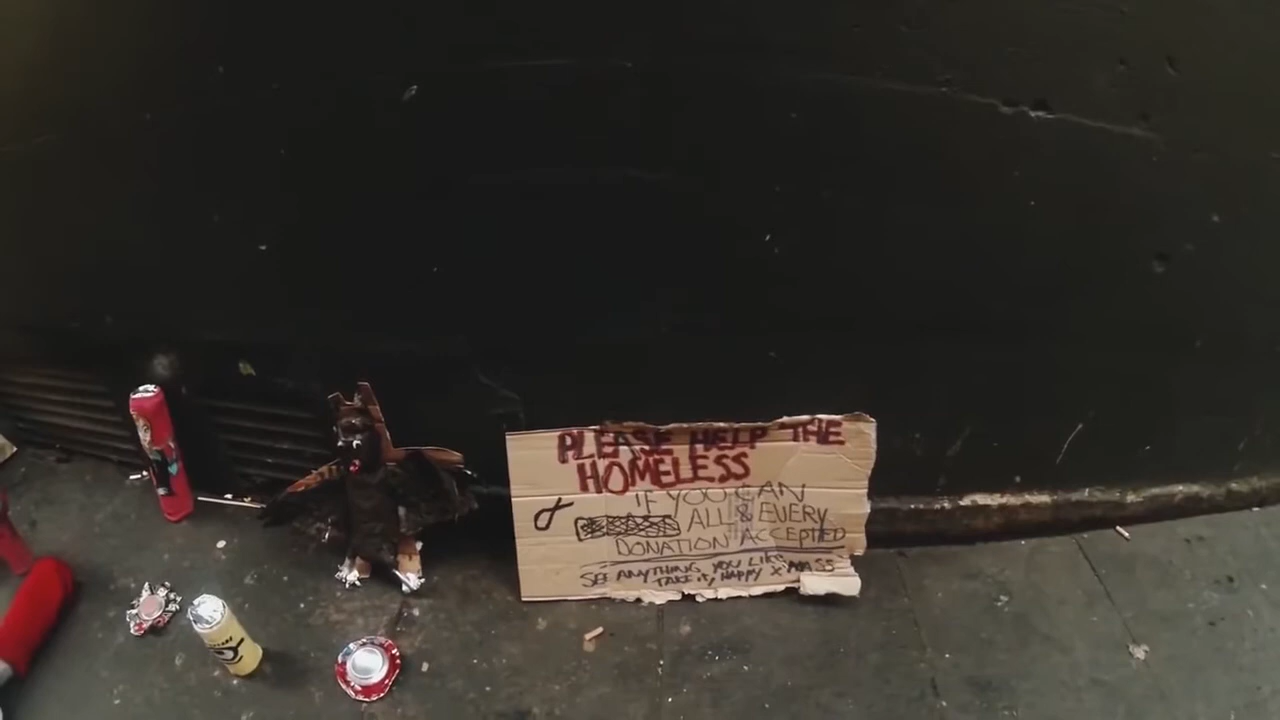 PLEASE HELP THE
HOMELESS
IF YOU CAN
ALL & EVERY
DONATION ACCEPTED
SEE ANYTHING YOU LIKE
TAKE IT, HAPPY X MASS